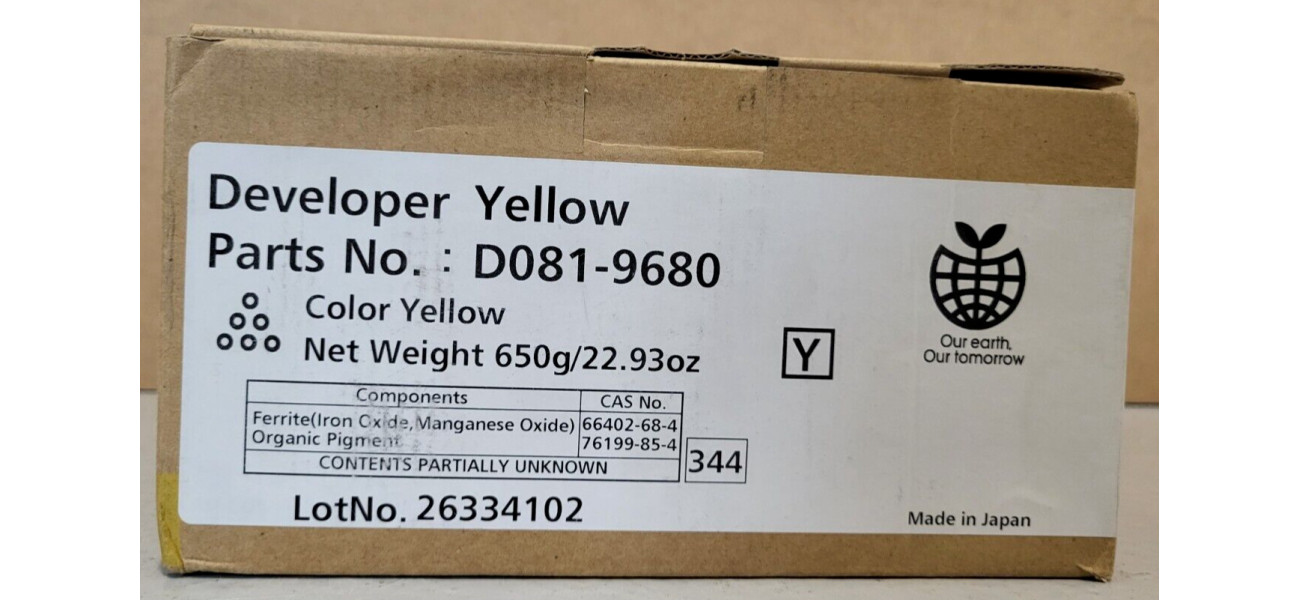 Developer Yellow
Parts No. : D081-9680
Color Yellow
Net Weight 650g/22.93oz
Y
Our earth,
Our tomorrow
Components CAS No.
Ferrite(Iron Oxide,Manganese Oxide) 66402-68-4
Organic Pigment 76199-85-4
CONTENTS PARTIALLY UNKNOWN
344
LotNo. 26334102
Made in Japan